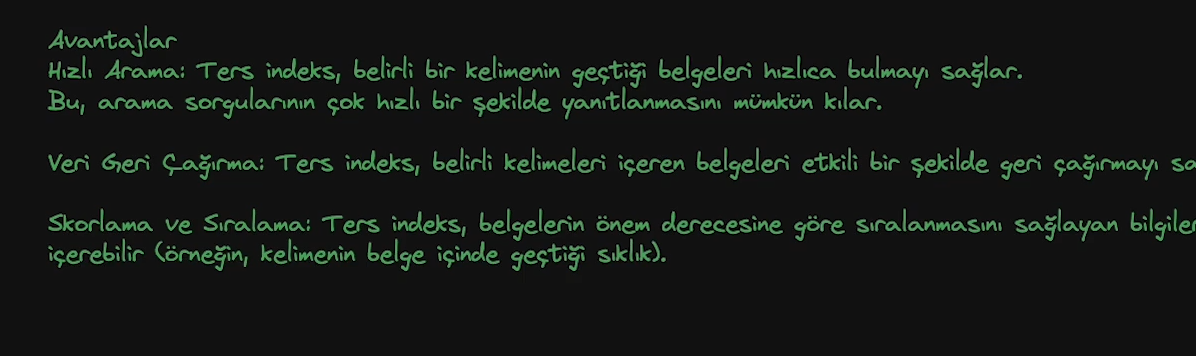 Avantajlar
Hızlı Arama: Ters indeks, belirli bir kelimenin geçtiği belgeleri hızlıca bulmayı sağlar.
Bu, arama sorgularının çok hızlı bir şekilde yanıtlanmasını mümkün kılar.
Veri Geri Çağırma: Ters indeks, belirli kelimeleri içeren belgeleri etkili bir şekilde geri çağırmayı
Skorlama ve Sıralama: Ters indeks, belgelerin önem derecesine göre sıralanmasını sağlayan bilgiler
içerebilir (örneğin, kelimenin belge içinde geçtiği sıklık).